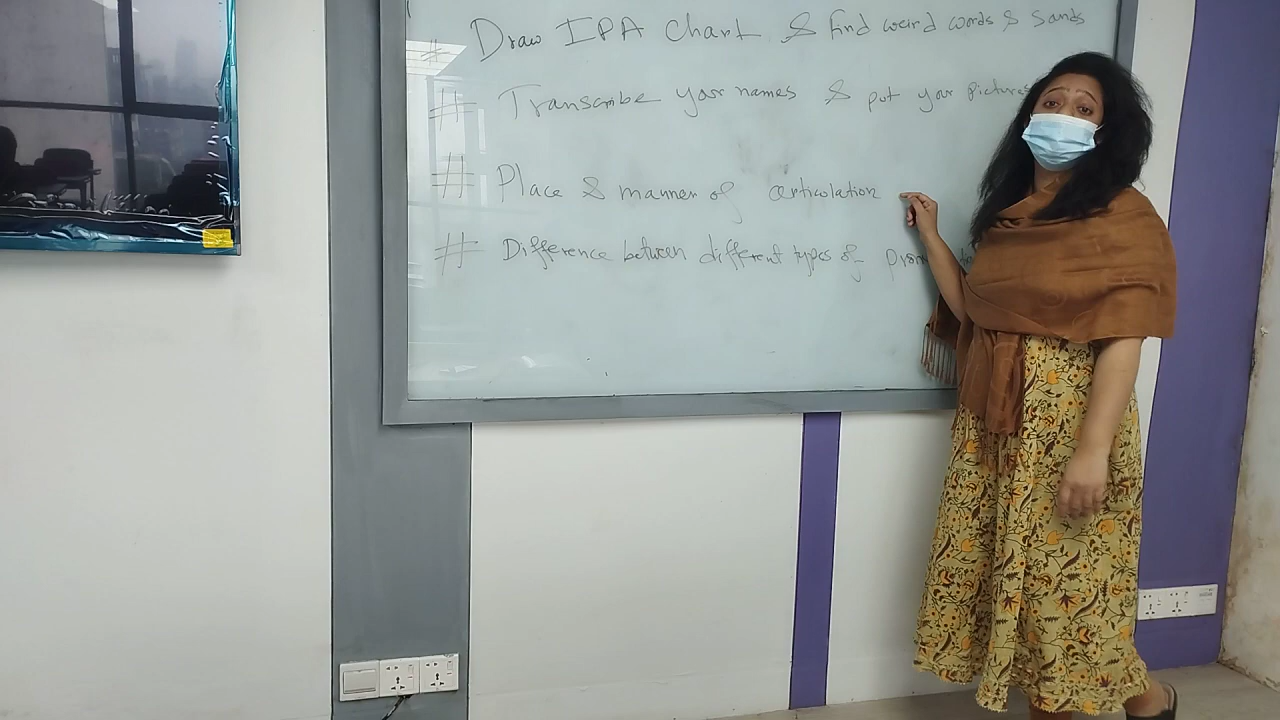 # Draw IPA Chart & find weird words & Sands
# Transcribe your names & put your pictures
# Place & manner of articulation
# Difference between different types of